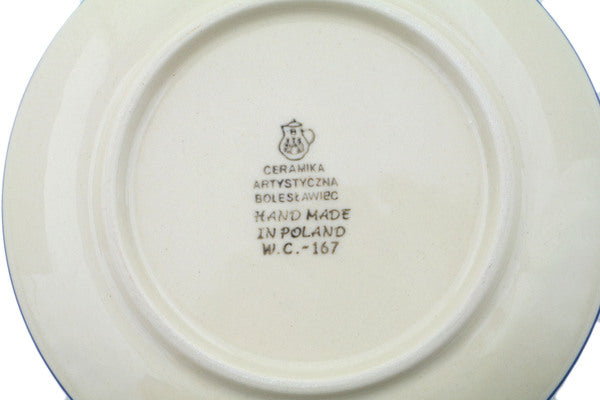 CERAMIKA
ARTYSTYCZNA
BOLESŁAWIEC
HAND MADE
IN POLAND
W.C.-167